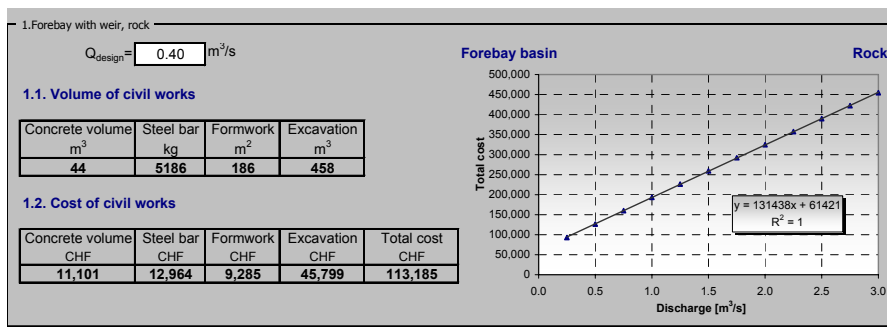 1.Forebay with weir, rock
Qdesign= 0.40 m3/s
1.1. Volume of civil works
Concrete volume Steel bar Formwork Excavation
m3 kg m2 m3
44 5186 186 458
1.2. Cost of civil works
Concrete volume Steel bar Formwork Excavation Total cost
CHF CHF CHF CHF CHF
11,101 12,964 9,285 45,799 113,185
Forebay basin Rock
500,000
450,000
400,000
350,000
300,000
250,000
200,000
150,000
100,000
50,000
0
Total cost
y = 131438x + 61421
R2 = 1
0.0 0.5 1.0 1.5 2.0 2.5 3.0
Discharge [m3/s]